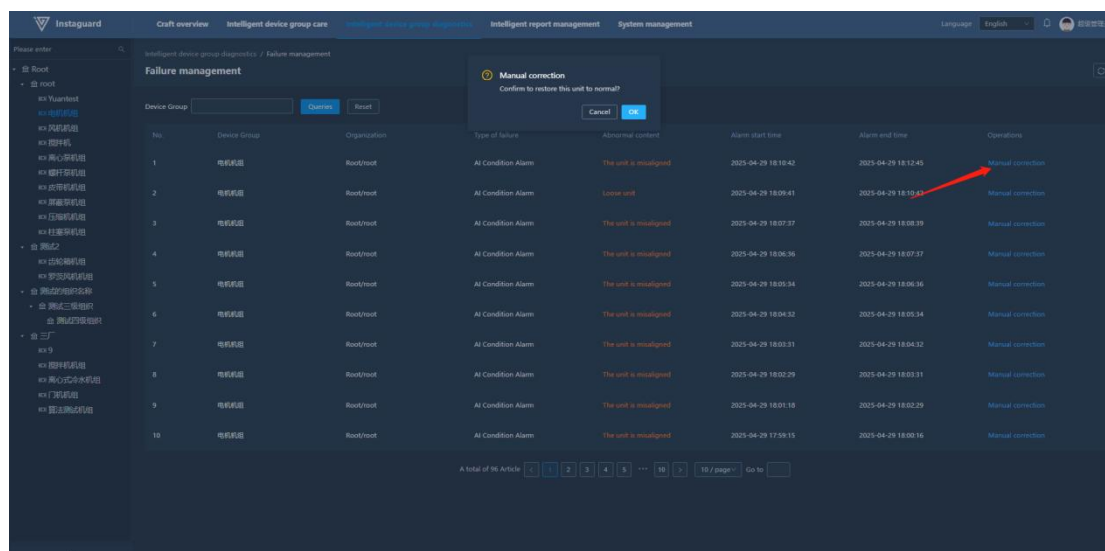 Instaguard
Craft overview Intelligent device group care Intelligent device group diagnostics Intelligent report management System management
Language English
Please enter
Root
root
Yuantest
电机机组
风机机组
搅拌机
离心泵机组
螺杆泵机组
皮带机机组
屏蔽泵机组
压缩机机组
柱塞泵机组
测试2
齿轮箱机组
罗茨风机机组
测试的组织名称
测试三级组织
测试四级组织
三厂
9
搅拌机机组
离心式冷水机组
门机机组
算法测试机组
Intelligent device group diagnostics / Failure management
Failure management
Manual correction
Confirm to restore this unit to normal?
Cancel OK
Device Group Queries Reset
No. Device Group Organization Type of failure Abnormal content Alarm start time Alarm end time Operations
1 电机机组 Root/root AI Condition Alarm The unit is misaligned 2025-04-29 18:10:42 2025-04-29 18:12:45 Manual correction
2 电机机组 Root/root AI Condition Alarm Loose unit 2025-04-29 18:09:41 2025-04-29 18:10:42 Manual correction
3 电机机组 Root/root AI Condition Alarm The unit is misaligned 2025-04-29 18:07:37 2025-04-29 18:08:39 Manual correction
4 电机机组 Root/root AI Condition Alarm The unit is misaligned 2025-04-29 18:06:36 2025-04-29 18:07:37 Manual correction
5 电机机组 Root/root AI Condition Alarm The unit is misaligned 2025-04-29 18:05:34 2025-04-29 18:06:36 Manual correction
6 电机机组 Root/root AI Condition Alarm The unit is misaligned 2025-04-29 18:04:32 2025-04-29 18:05:34 Manual correction
7 电机机组 Root/root AI Condition Alarm The unit is misaligned 2025-04-29 18:03:31 2025-04-29 18:04:32 Manual correction
8 电机机组 Root/root AI Condition Alarm The unit is misaligned 2025-04-29 18:02:29 2025-04-29 18:03:31 Manual correction
9 电机机组 Root/root AI Condition Alarm The unit is misaligned 2025-04-29 18:01:18 2025-04-29 18:02:29 Manual correction
10 电机机组 Root/root AI Condition Alarm The unit is misaligned 2025-04-29 17:59:15 2025-04-29 18:00:16 Manual correction
A total of 96 Article < 1 2 3 4 5 ··· 10 > 10 / page Go to